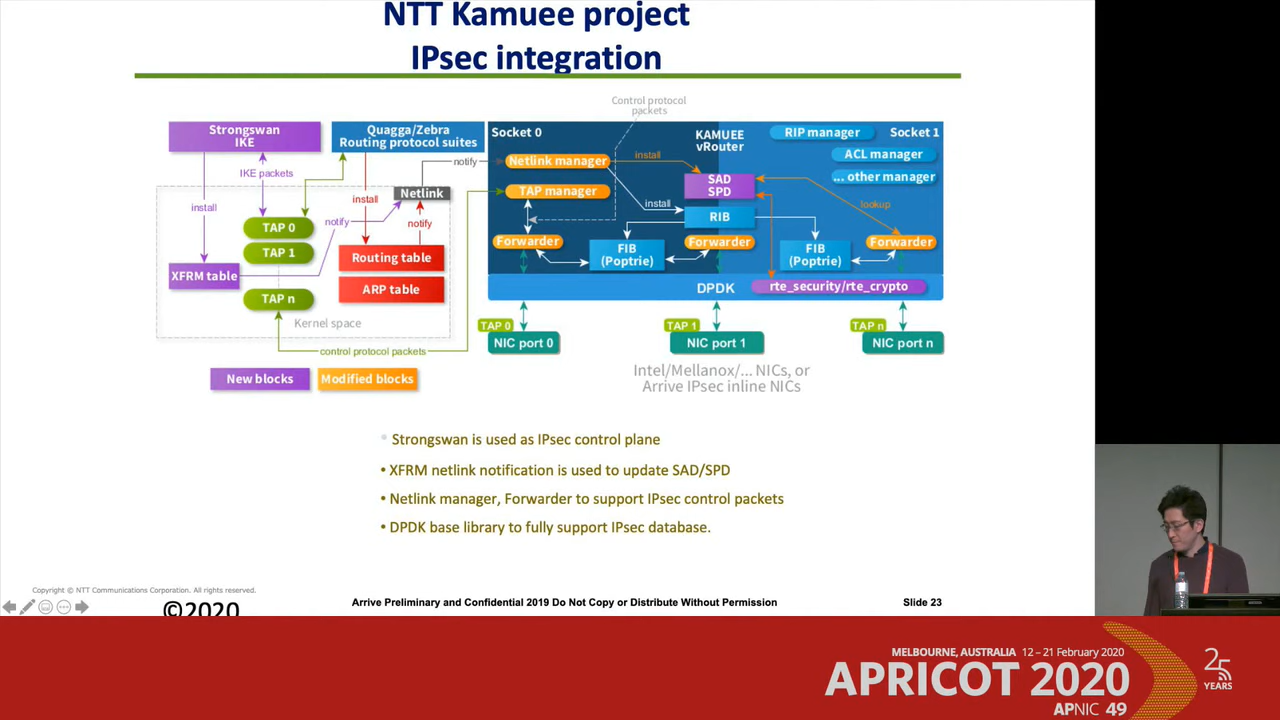 NTT Kamuee project
IPsec integration
Control protocol
packets
Strongswan
IKE
Quagga/Zebra
Routing protocol suites
Socket 0
KAMUEE
vRouter
RIP manager
Socket 1
ACL manager
... other manager
IKE packets
notify
Netlink manager
install
TAP manager
SAD
SPD
install
install
Netlink
install
RIB
lookup
TAP 0
notify
notify
Forwarder
FIB
(Poptrie)
Forwarder
FIB
(Poptrie)
Forwarder
TAP 1
Routing table
XFRM table
ARP table
DPDK
rte_security/rte_crypto
TAP n
Kernel space
TAP 0
TAP 1
TAP n
NIC port 0
NIC port 1
NIC port n
control protocol packets
New blocks
Modified blocks
Intel/Mellanox/... NICs, or
Arrive IPsec inline NICs
Strongswan is used as IPsec control plane
• XFRM netlink notification is used to update SAD/SPD
• Netlink manager, Forwarder to support IPsec control packets
• DPDK base library to fully support IPsec database.
Copyright © NTT Communications Corporation. All rights reserved.
©2020
Arrive Preliminary and Confidential 2019 Do Not Copy or Distribute Without Permission
Slide 23
MELBOURNE, AUSTRALIA 12 – 21 February 2020
APRICOT 2020
APNIC 49
25
YEARS